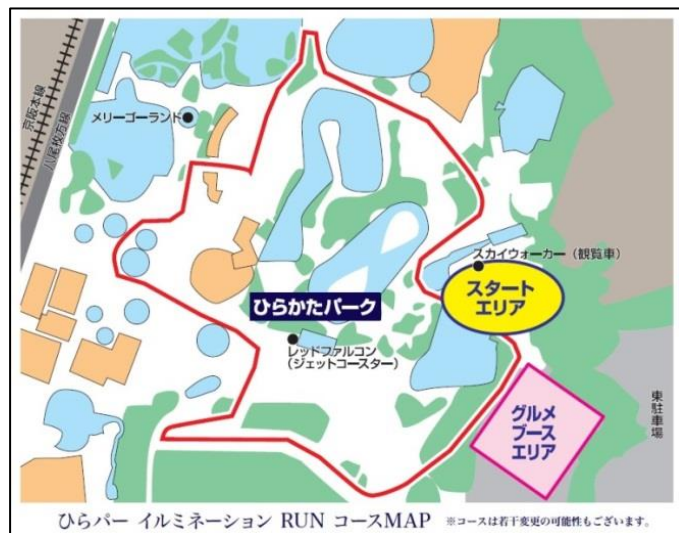 京阪本線
八尾枚方線
メリーゴーランド
スカイウォーカー（観覧車）
スタート
エリア
ひらかたパーク
レッドファルコン
（ジェットコースター）
グルメ
ブース
エリア
東駐車場
ひらパー イルミネーション RUN コースMAP ※コースは若干変更の可能性もございます。